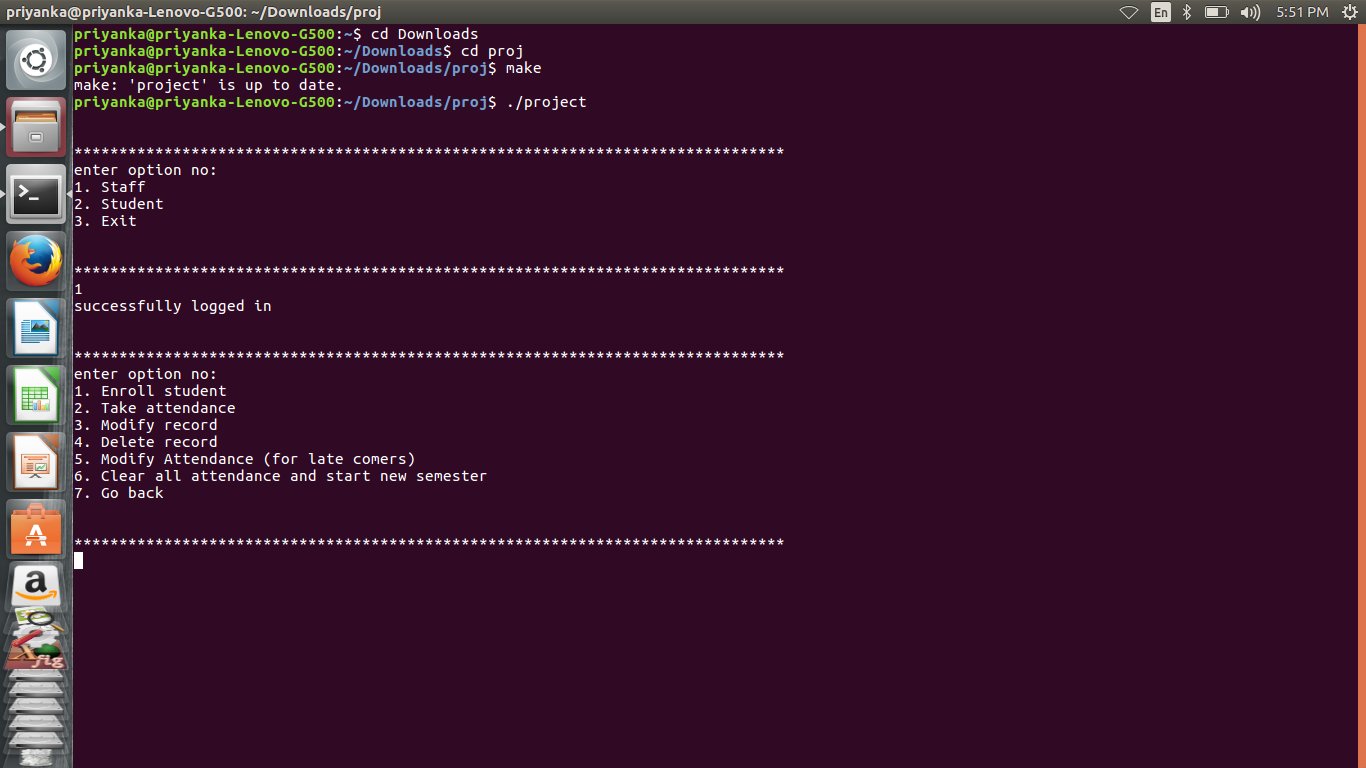 priyanka@priyanka-Lenovo-G500: ~/Downloads/proj
En
5:51 PM
priyanka@priyanka-Lenovo-G500:~$ cd Downloads
priyanka@priyanka-Lenovo-G500:~/Downloads$ cd proj
priyanka@priyanka-Lenovo-G500:~/Downloads/proj$ make
make: 'project' is up to date.
priyanka@priyanka-Lenovo-G500:~/Downloads/proj$ ./project
*******************************************************************************
enter option no:
1. Staff
2. Student
3. Exit
*******************************************************************************
1
successfully logged in
*******************************************************************************
enter option no:
1. Enroll student
2. Take attendance
3. Modify record
4. Delete record
5. Modify Attendance (for late comers)
6. Clear all attendance and start new semester
7. Go back
*******************************************************************************
>_
A
a
fig